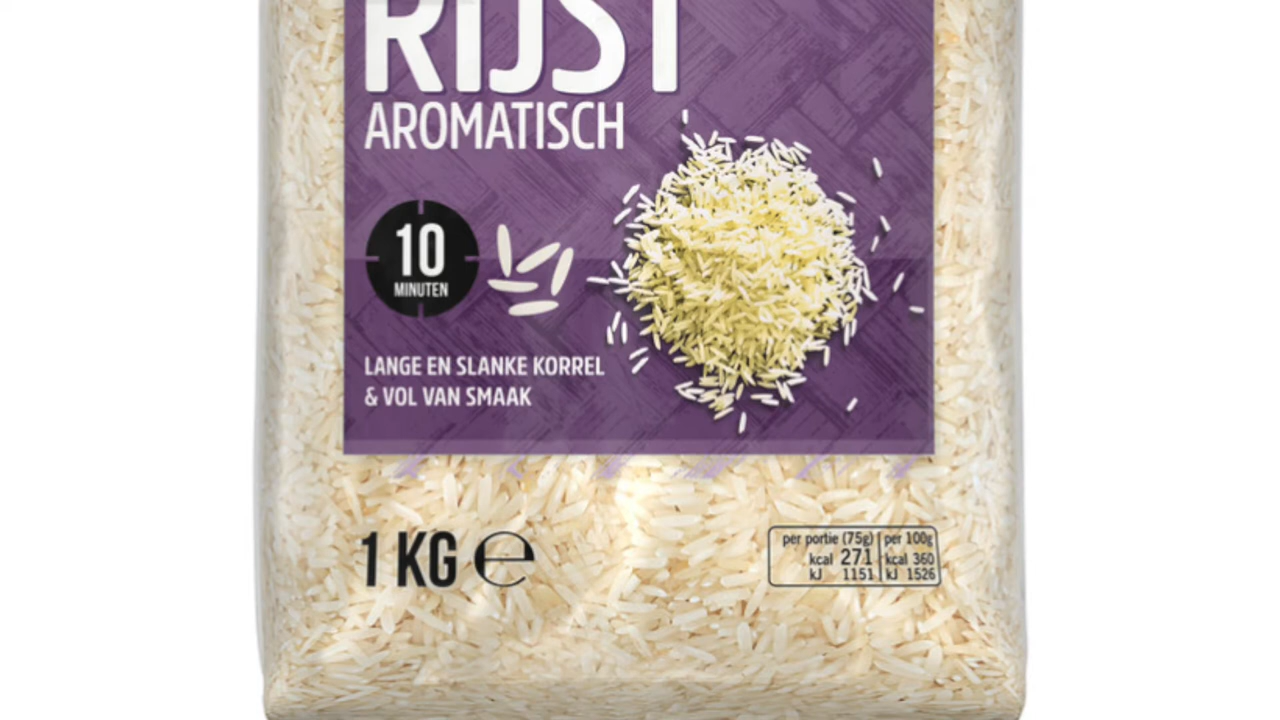 RIJST
AROMATISCH
10
MINUTEN
LANGE EN SLANKE KORREL
& VOL VAN SMAAK
1 KG ℮
per portie (75g) per 100g
kcal 271 kcal 360
kJ 1151 kJ 1526